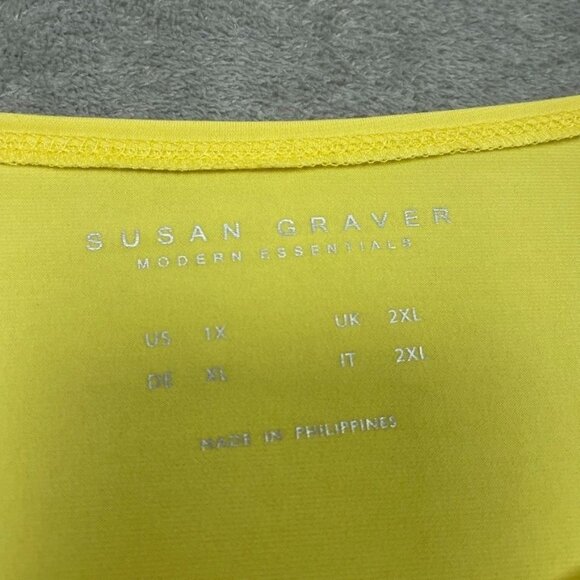 SUSAN GRAVER
MODERN ESSENTIALS
US 1X UK 2XL
DE XL IT 2XL
MADE IN PHILIPPINES